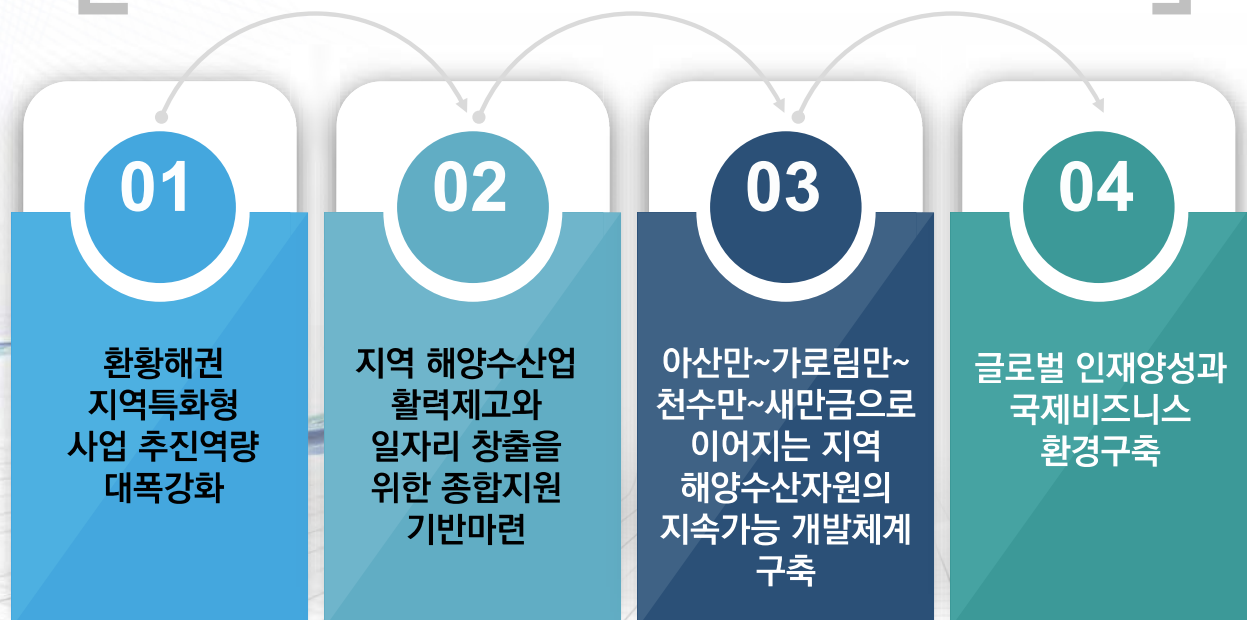 01
환황해권
지역특화형
사업 추진역량
대폭강화
02
지역 해양수산업
활력제고와
일자리 창출을
위한 종합지원
기반마련
03
아산만~가로림만~
천수만~새만금으로
이어지는 지역
해양수산자원의
지속가능 개발체계
구축
04
글로벌 인재양성과
국제비즈니스
환경구축